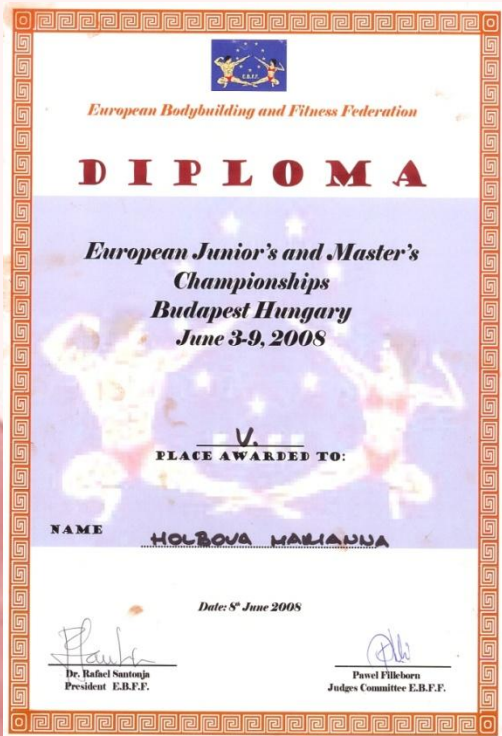 E.B.F.F.
European Bodybuilding and Fitness Federation
DIPLOMA
European Junior's and Master's
Championships
Budapest Hungary
June 3-9, 2008
V.
PLACE AWARDED TO:
NAME HOLBOVA MARIANNA
Date: 8th June 2008
Dr. Rafael Santonja
President E.B.F.F.
Pawel Filleborn
Judges Committee E.B.F.F.